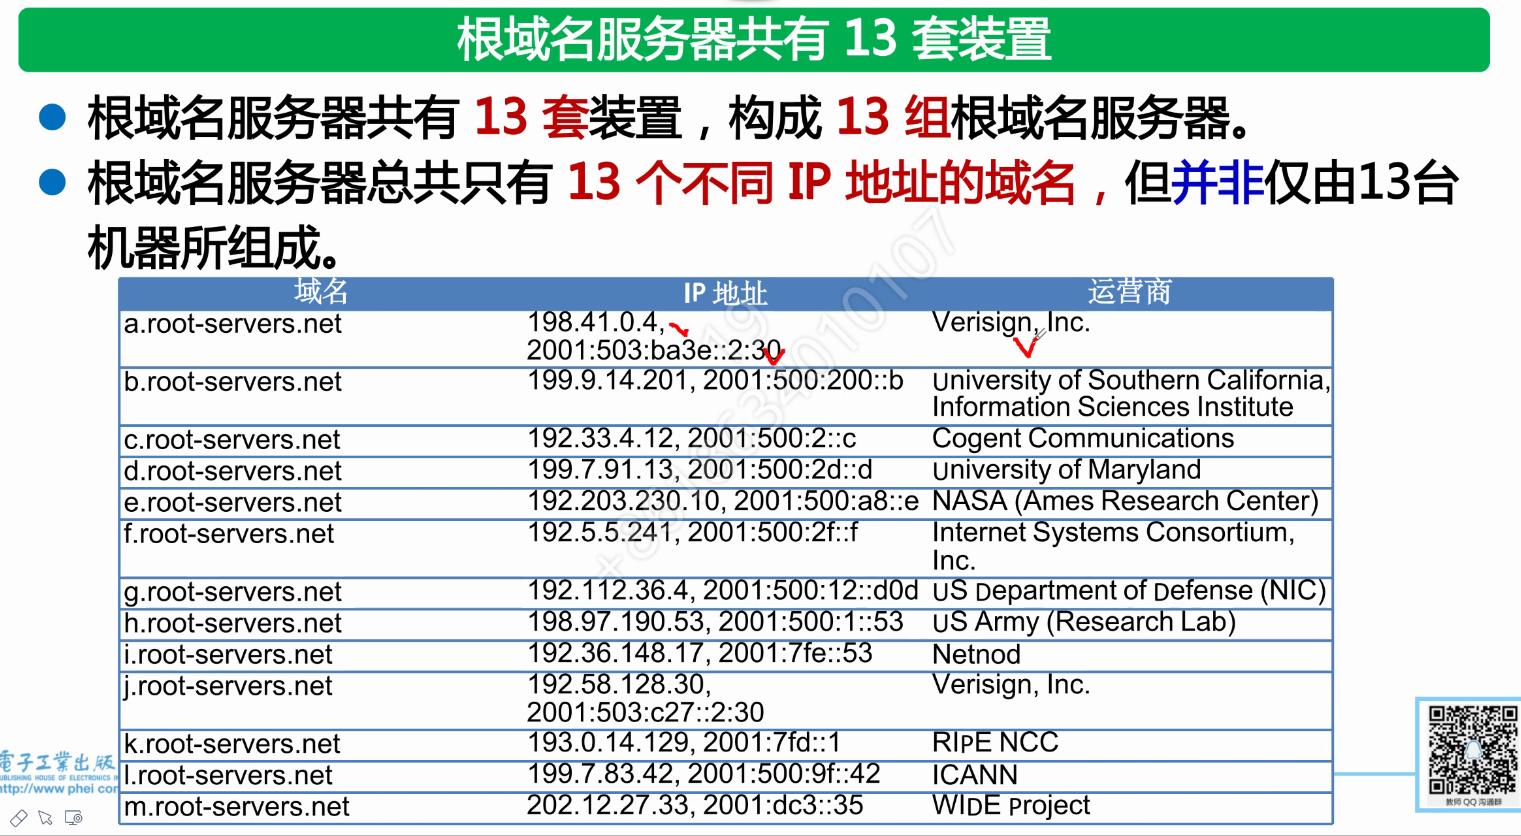 根域名服务器共有 13 套装置
根域名服务器共有 13 套装置，构成 13 组根域名服务器。
根域名服务器总共只有 13 个不同 IP 地址的域名，但并非仅由13台
机器所组成。
域名 IP 地址 运营商
a.root-servers.net 198.41.0.4, Verisign, Inc.
2001:503:ba3e::2:30
b.root-servers.net 199.9.14.201, 2001:500:200::b University of Southern California,
Information Sciences Institute
c.root-servers.net 192.33.4.12, 2001:500:2::c Cogent Communications
d.root-servers.net 199.7.91.13, 2001:500:2d::d University of Maryland
e.root-servers.net 192.203.230.10, 2001:500:a8::e NASA (Ames Research Center)
f.root-servers.net 192.5.5.241, 2001:500:2f::f Internet Systems Consortium,
Inc.
g.root-servers.net 192.112.36.4, 2001:500:12::d0d US Department of Defense (NIC)
h.root-servers.net 198.97.190.53, 2001:500:1::53 US Army (Research Lab)
i.root-servers.net 192.36.148.17, 2001:7fe::53 Netnod
j.root-servers.net 192.58.128.30, Verisign, Inc.
2001:503:c27::2:30
k.root-servers.net 193.0.14.129, 2001:7fd::1 RIPE NCC
l.root-servers.net 199.7.83.42, 2001:500:9f::42 ICANN
m.root-servers.net 202.12.27.33, 2001:dc3::35 WIDE Project
電子工業出版
UBLISHING HOUSE OF ELECTRONICS IN
http://www phei cor
教师 QQ 沟通群